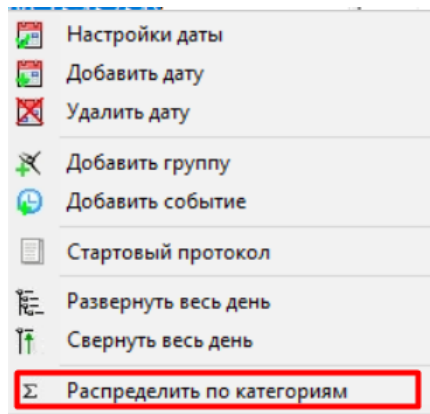 Настройки даты
Добавить дату
Удалить дату
Добавить группу
Добавить событие
Стартовый протокол
Развернуть весь день
Свернуть весь день
Σ Распределить по категориям